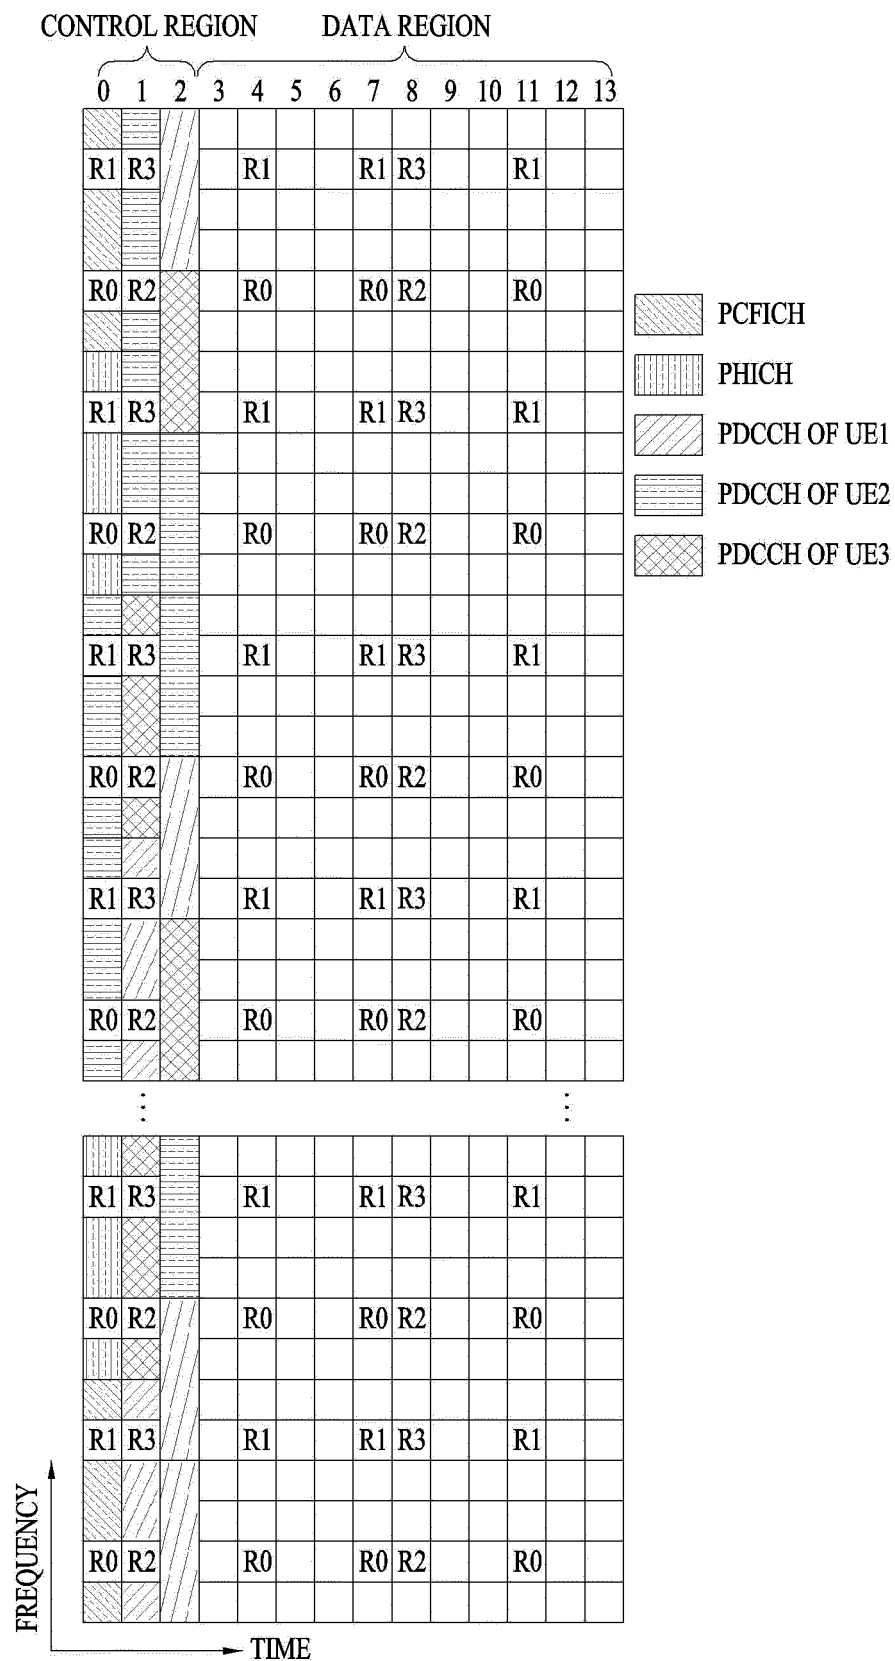 CONTROL REGION DATA REGION
0 1 2 3 4 5 6 7 8 9 10 11 12 13
R1 R3 R1 R1 R3 R1
R0 R2 R0 R0 R2 R0
PCFICH
PHICH
R1 R3 R1 R1 R3 R1
PDCCH OF UE1
PDCCH OF UE2
R0 R2 R0 R0 R2 R0
PDCCH OF UE3
R1 R3 R1 R1 R3 R1
R0 R2 R0 R0 R2 R0
R1 R3 R1 R1 R3 R1
R0 R2 R0 R0 R2 R0
R1 R3 R1 R1 R3 R1
R0 R2 R0 R0 R2 R0
R1 R3 R1 R1 R3 R1
R0 R2 R0 R0 R2 R0
FREQUENCY
TIME